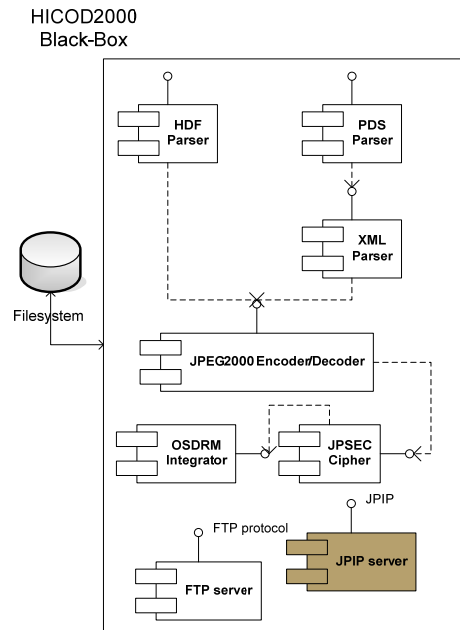 HICOD2000
Black-Box
HDF
Parser
PDS
Parser
XML
Parser
Filesystem
JPEG2000 Encoder/Decoder
OSDRM
Integrator
JPSEC
Cipher
JPIP
FTP protocol
JPIP server
FTP server